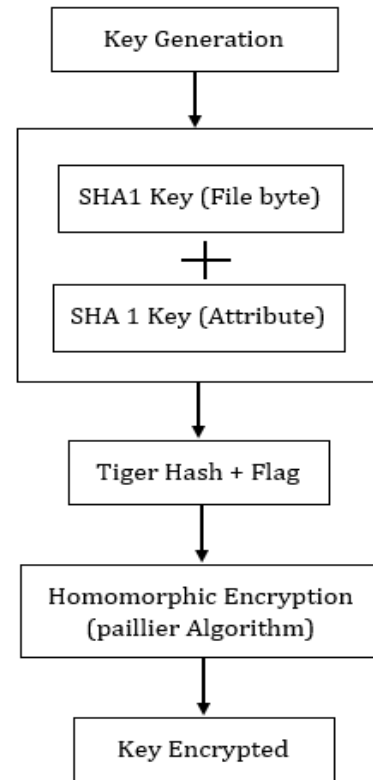 Key Generation
SHA1 Key (File byte)
+
SHA 1 Key (Attribute)
Tiger Hash + Flag
Homomorphic Encryption
(paillier Algorithm)
Key Encrypted